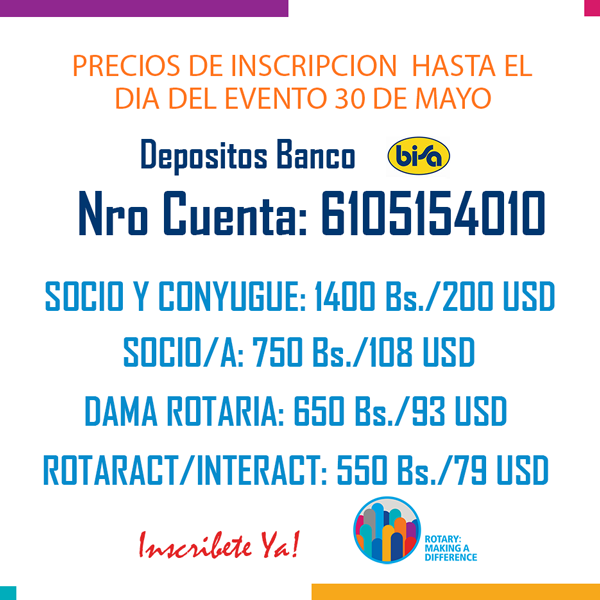 PRECIOS DE INSCRIPCION HASTA EL
DIA DEL EVENTO 30 DE MAYO
Depositos Banco bisa
Nro Cuenta: 6105154010
SOCIO Y CONYUGUE: 1400 Bs./200 USD
SOCIO/A: 750 Bs./108 USD
DAMA ROTARIA: 650 Bs./93 USD
ROTARACT/INTERACT: 550 Bs./79 USD
Inscribete Ya!
ROTARY:
MAKING A
DIFFERENCE